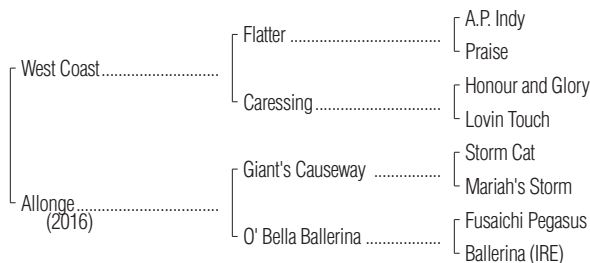 A.P. Indy
Flatter ........................................
Praise
West Coast ...............................
Honour and Glory
Caressing .................................
Lovin Touch
Storm Cat
Giant's Causeway ..................
Mariah's Storm
Allonge .....................................
(2016)
Fusaichi Pegasus
O' Bella Ballerina ....................
Ballerina (IRE)